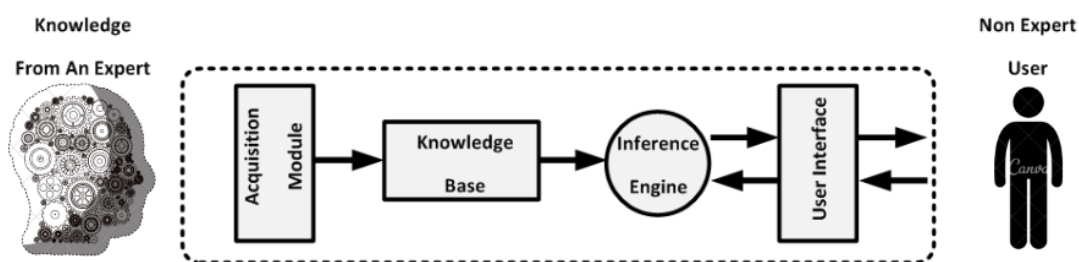 Knowledge
From An Expert
Acquisition
Module
Knowledge
Base
Inference
Engine
User Interface
Non Expert
User
Canva